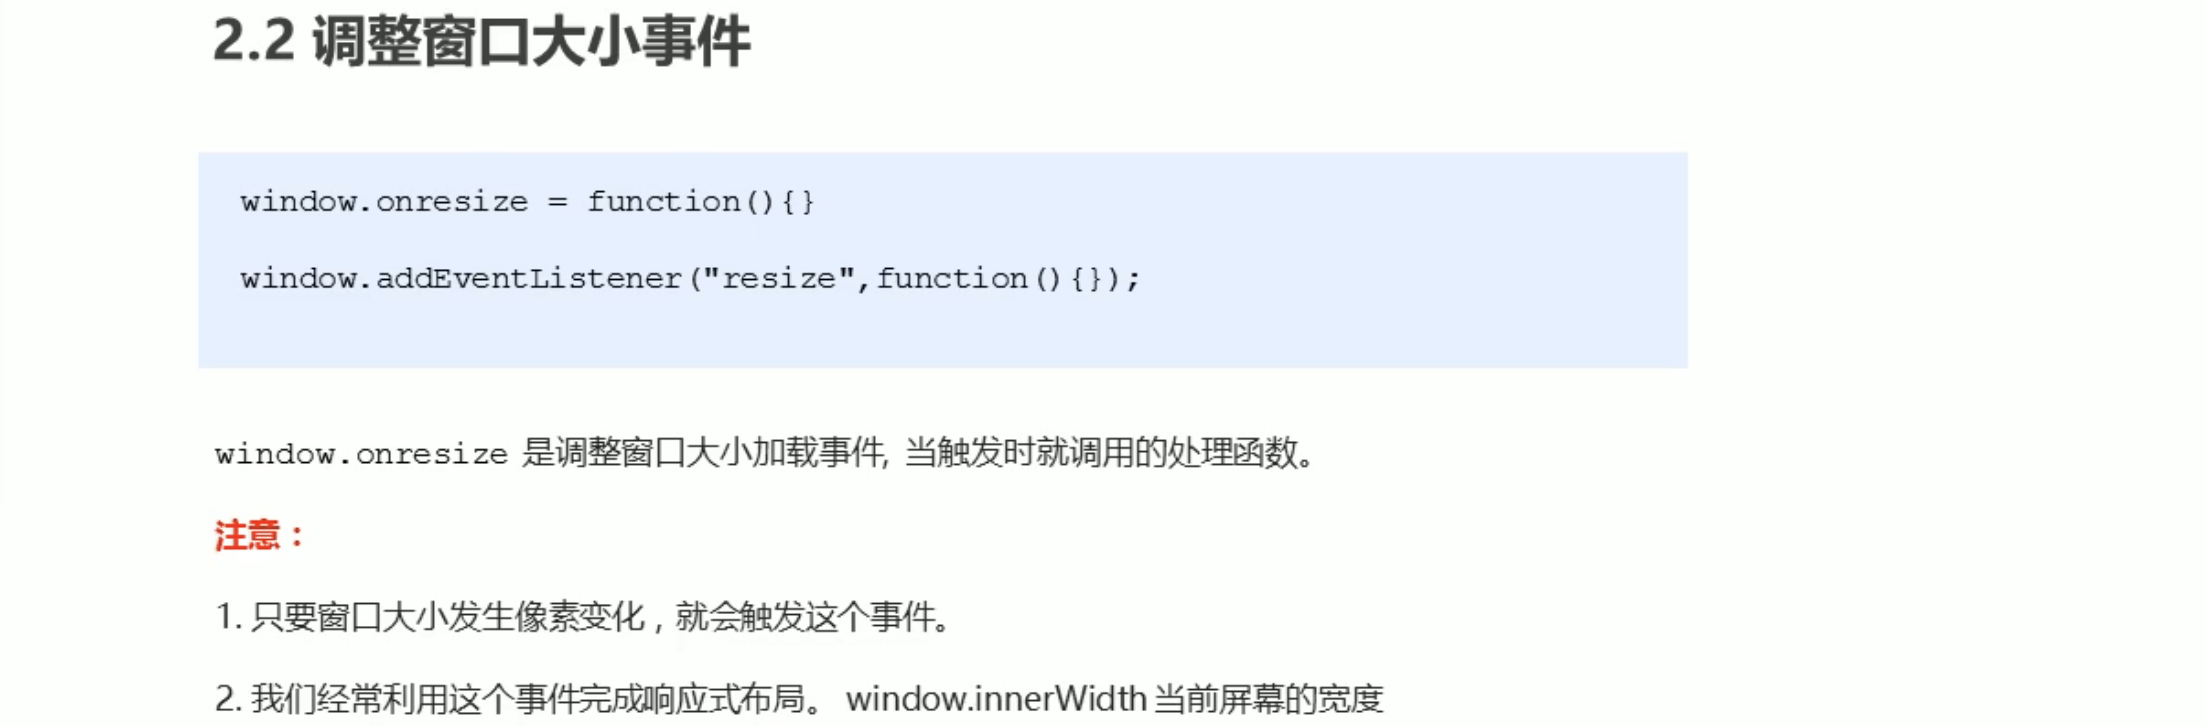 2.2 调整窗口大小事件
window.onresize = function(){}
window.addEventListener("resize",function(){});
window.onresize 是调整窗口大小加载事件, 当触发时就调用的处理函数。
注意：
1. 只要窗口大小发生像素变化，就会触发这个事件。
2. 我们经常利用这个事件完成响应式布局。 window.innerWidth 当前屏幕的宽度